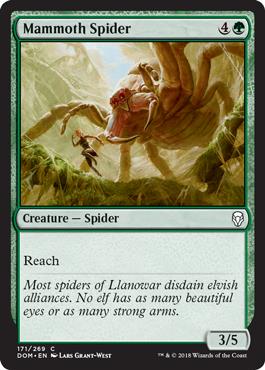 Mammoth Spider 4
Creature — Spider
Reach
Most spiders of Llanowar disdain elvish
alliances. No elf has as many beautiful
eyes or as many strong arms.
3/5
171/269 C
DOM • EN Lars Grant-West
™ & © 2018 Wizards of the Coast